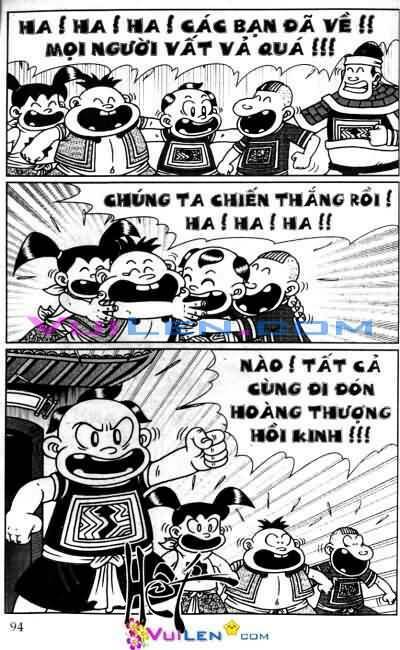 HA! HA! HA! CÁC BẠN ĐÃ VỀ!!
MỌI NGƯỜI VẤT VẢ QUÁ!!!
CHÚNG TA CHIẾN THẮNG RỒI!
HA! HA! HA!!
VUILEN.COM
NÀO! TẤT CẢ
CÙNG ĐI ĐÓN
HOÀNG THƯỢNG
HỒI KINH!!!
94
VUILEN.COM